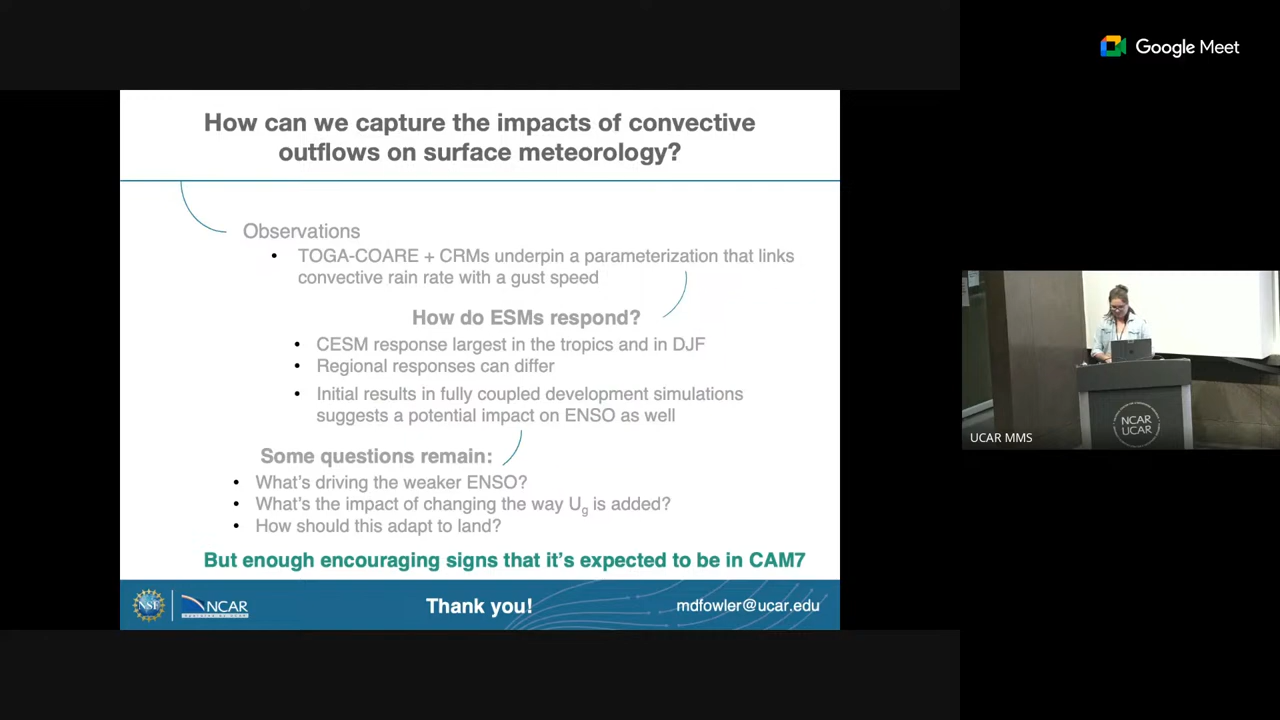 Google Meet
How can we capture the impacts of convective
outflows on surface meteorology?
Observations
• TOGA-COARE + CRMs underpin a parameterization that links
convective rain rate with a gust speed
How do ESMs respond?
• CESM response largest in the tropics and in DJF
• Regional responses can differ
• Initial results in fully coupled development simulations
suggests a potential impact on ENSO as well
Some questions remain:
• What's driving the weaker ENSO?
• What's the impact of changing the way Ug is added?
• How should this adapt to land?
But enough encouraging signs that it's expected to be in CAM7
NSF
NCAR
Thank you!
mdfowler@ucar.edu
NCAR
UCAR
UCAR MMS